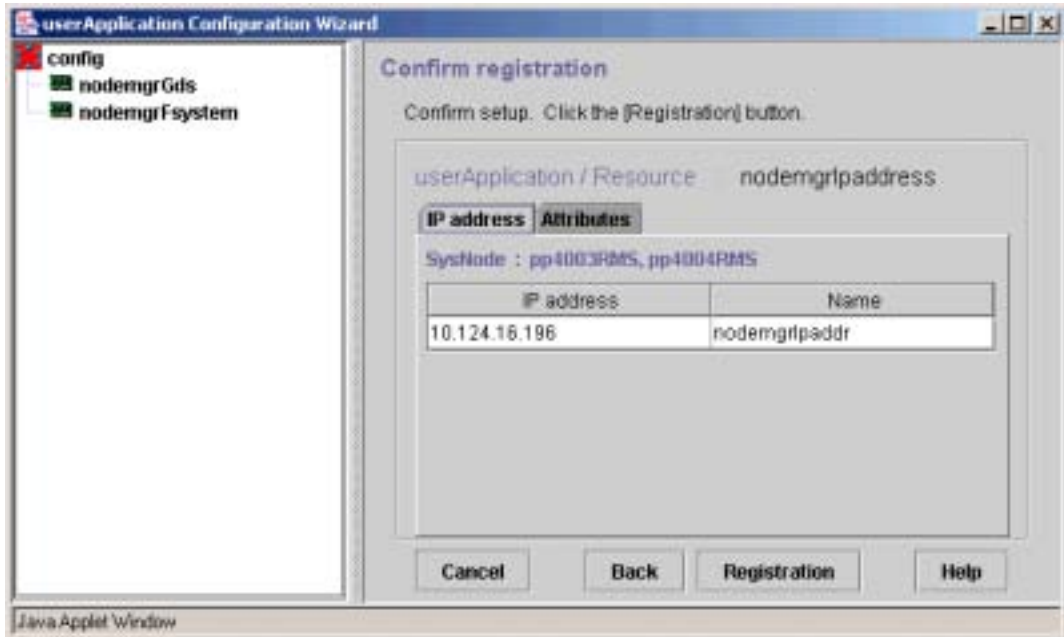 userApplication Configuration Wizard
config
nodemgrGds
nodemgrFsystem
Confirm registration
Confirm setup. Click the [Registration] button.
userApplication / Resource nodemgrIpaddress
IP address Attributes
SysNode : pp4003RMS, pp4004RMS
IP address Name
10.124.16.196 nodemgrIpaddr
Cancel Back Registration Help
Java Applet Window